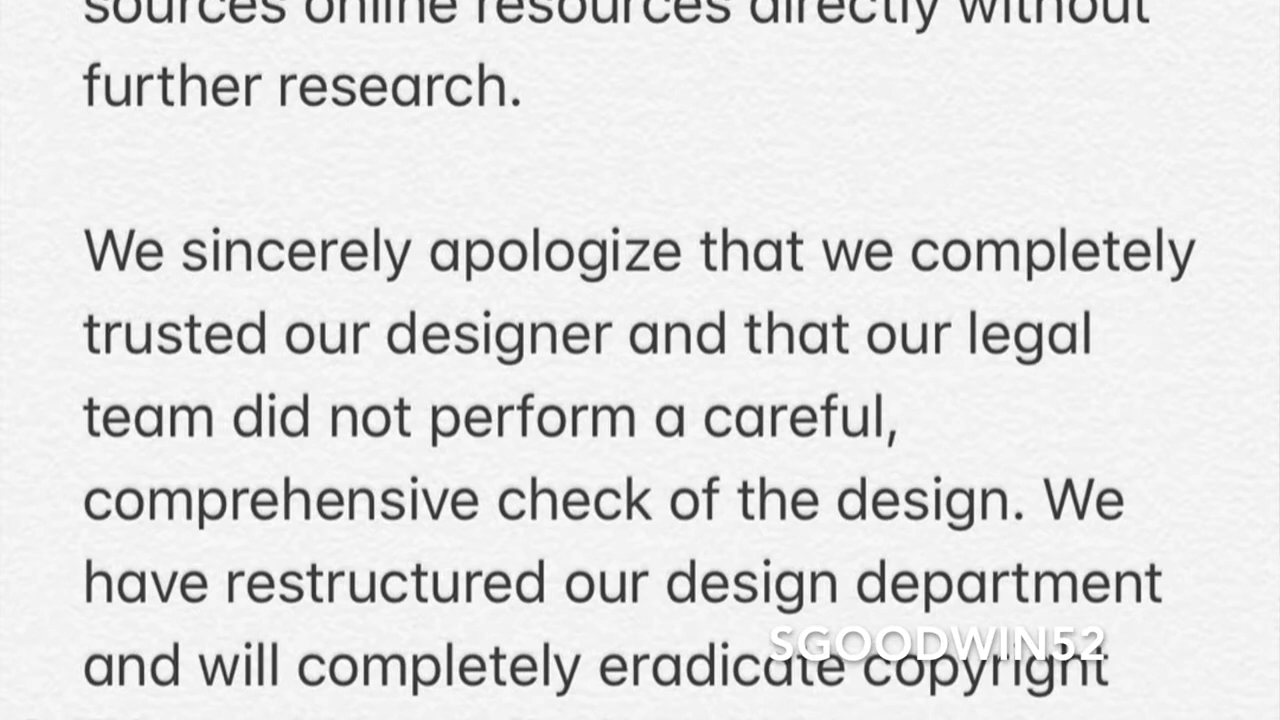 sources online resources directly without
further research.
We sincerely apologize that we completely
trusted our designer and that our legal
team did not perform a careful,
comprehensive check of the design. We
have restructured our design department
and will completely eradicate copyright
SGOODWIN52